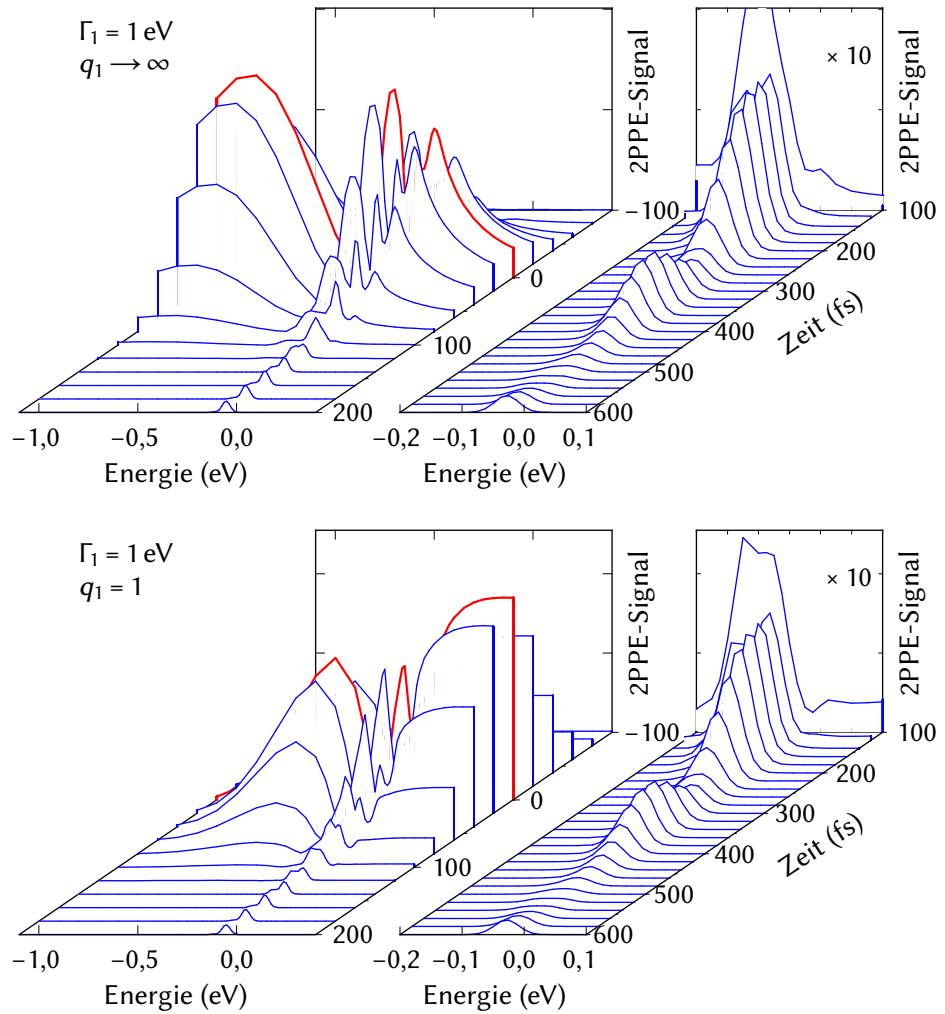 Γ₁ = 1 eV
q₁ → ∞
× 10
2PPE-Signal
2PPE-Signal
−100
0
100
200
100
200
300
400
500
600
Zeit (fs)
−1,0
−0,5
0,0
−0,2
−0,1
0,0
0,1
Energie (eV)
Energie (eV)
Γ₁ = 1 eV
q₁ = 1
× 10
2PPE-Signal
2PPE-Signal
−100
0
100
200
100
200
300
400
500
600
Zeit (fs)
−1,0
−0,5
0,0
−0,2
−0,1
0,0
0,1
Energie (eV)
Energie (eV)